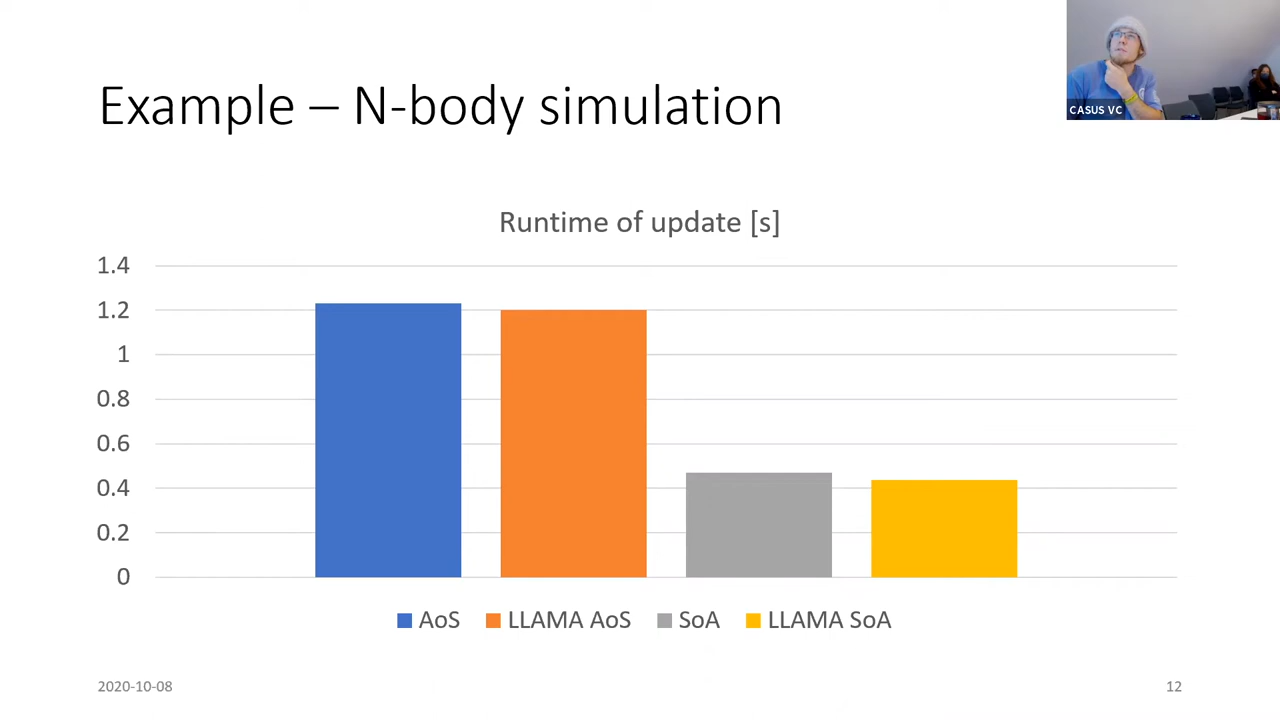 CASUS VC
Example – N-body simulation
Runtime of update [s]
1.4
1.2
1
0.8
0.6
0.4
0.2
0
AoS LLAMA AoS SoA LLAMA SoA
2020-10-08 12